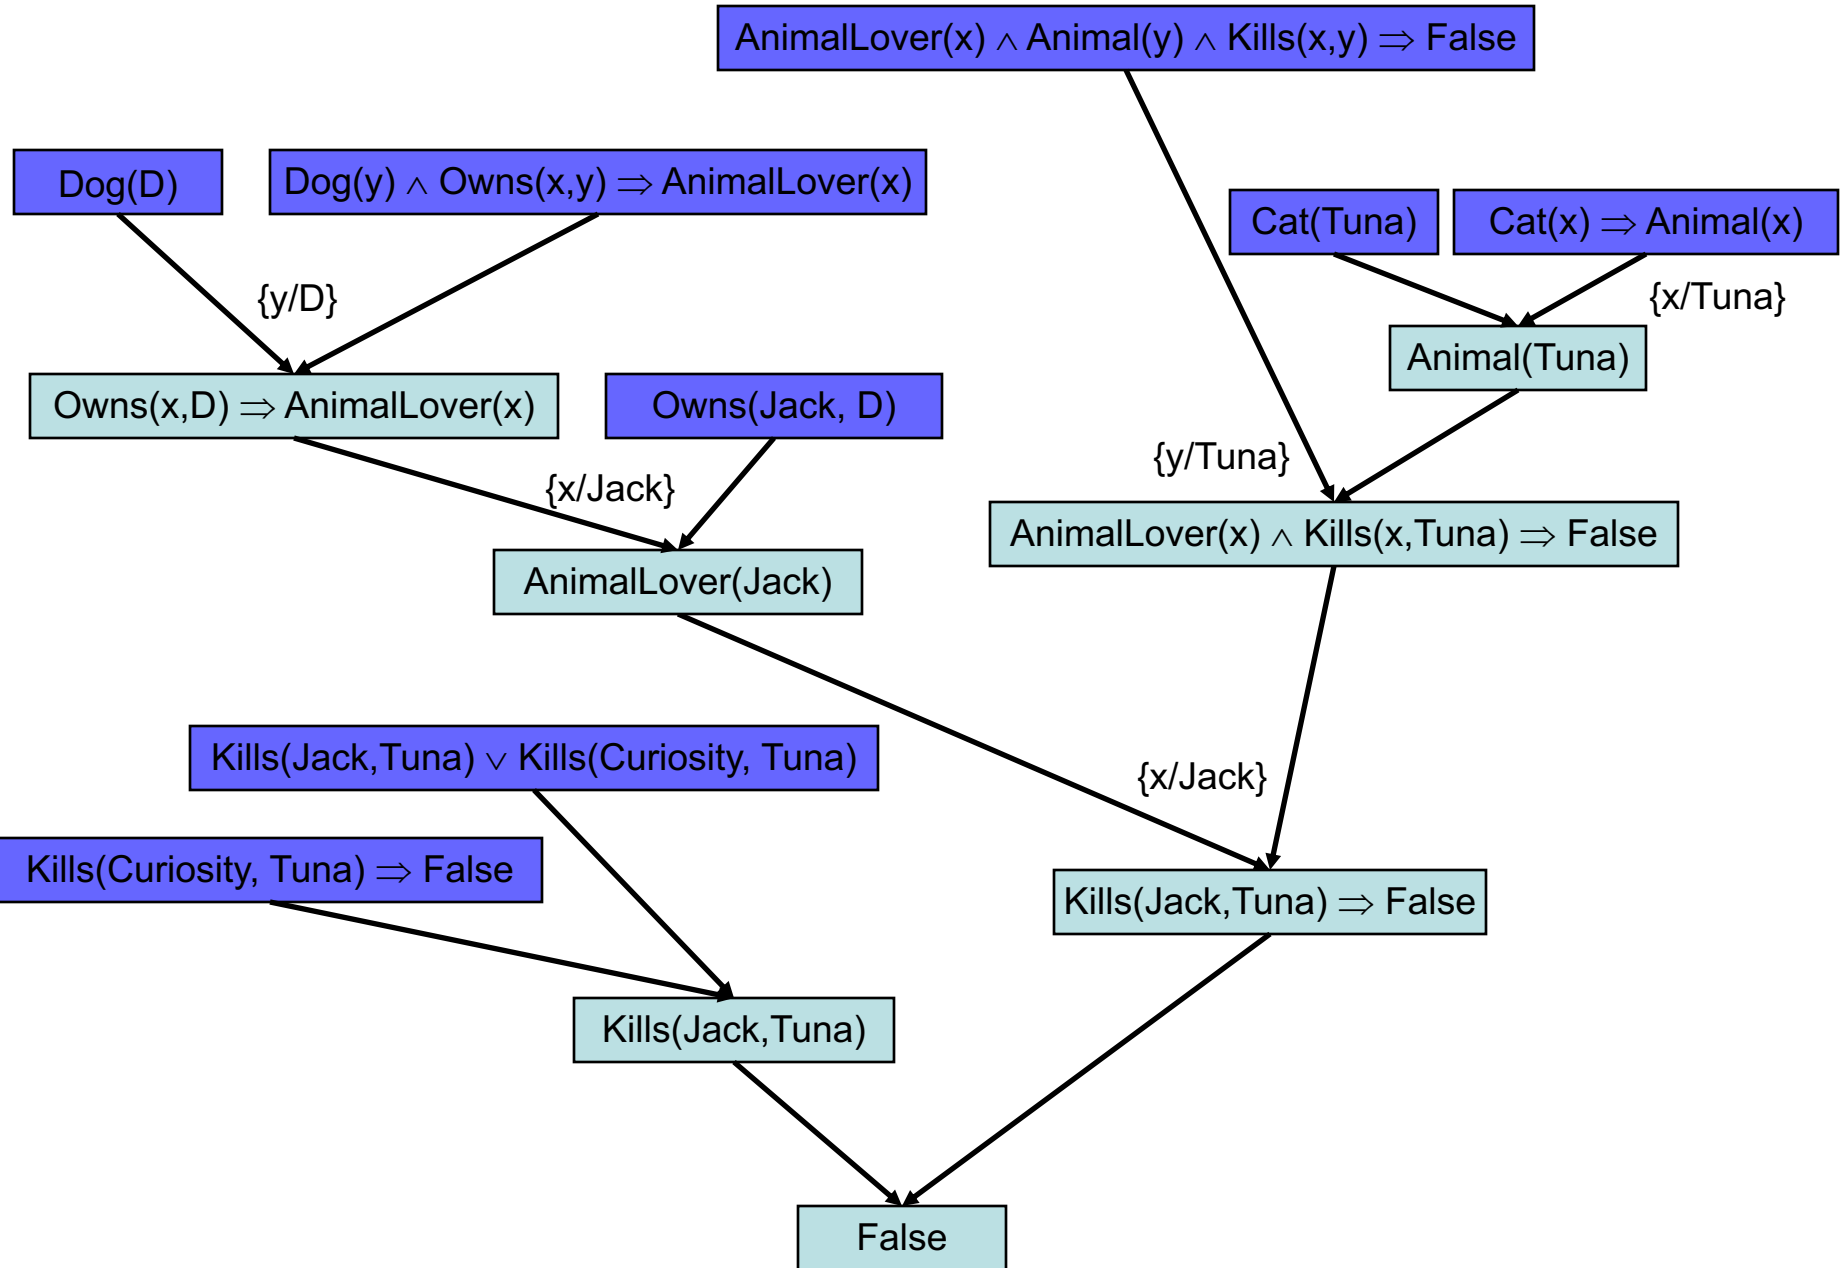 AnimalLover(x) ∧ Animal(y) ∧ Kills(x,y) ⇒ False
Dog(D)
Dog(y) ∧ Owns(x,y) ⇒ AnimalLover(x)
Cat(Tuna)
Cat(x) ⇒ Animal(x)
{y/D}
{x/Tuna}
Animal(Tuna)
Owns(x,D) ⇒ AnimalLover(x)
Owns(Jack, D)
{y/Tuna}
{x/Jack}
AnimalLover(x) ∧ Kills(x,Tuna) ⇒ False
AnimalLover(Jack)
Kills(Jack,Tuna) ∨ Kills(Curiosity, Tuna)
{x/Jack}
Kills(Curiosity, Tuna) ⇒ False
Kills(Jack,Tuna) ⇒ False
Kills(Jack,Tuna)
False